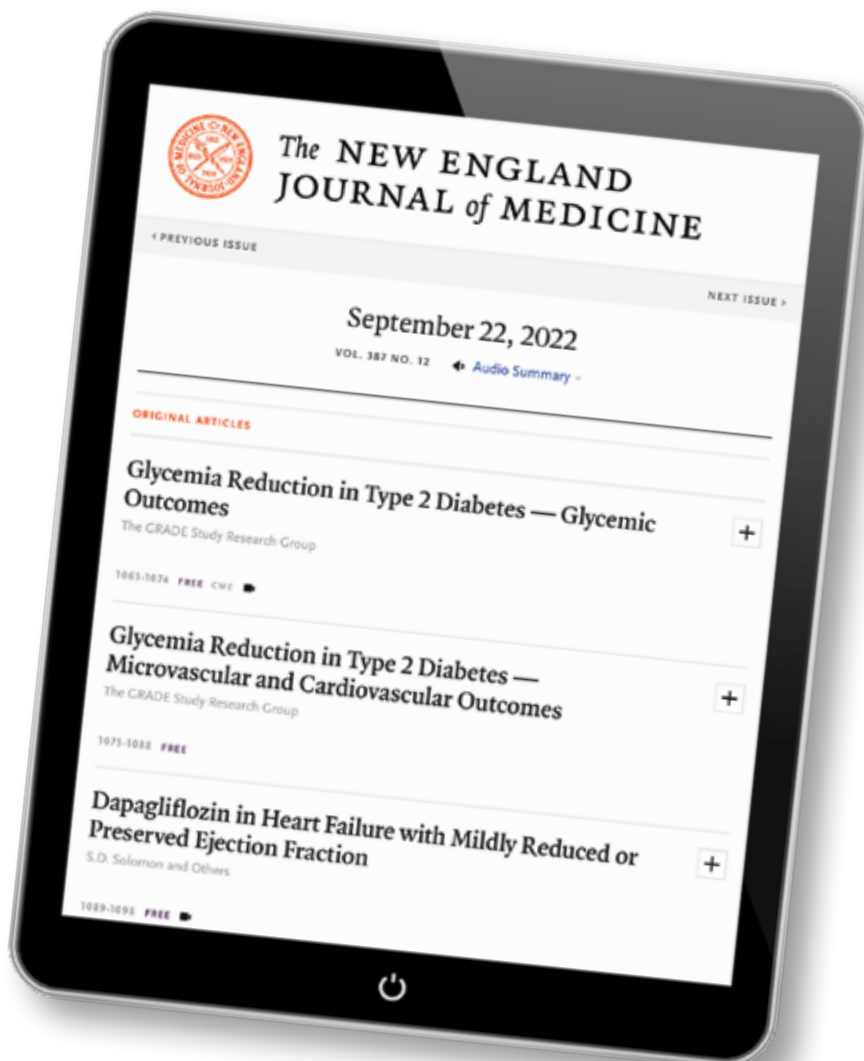 The NEW ENGLAND
JOURNAL of MEDICINE
‹ PREVIOUS ISSUE
NEXT ISSUE ›
September 22, 2022
VOL. 387 NO. 12 Audio Summary
ORIGINAL ARTICLES
Glycemia Reduction in Type 2 Diabetes — Glycemic
Outcomes
The GRADE Study Research Group
1063-1074 FREE CME
Glycemia Reduction in Type 2 Diabetes —
Microvascular and Cardiovascular Outcomes
The GRADE Study Research Group
1075-1088 FREE
Dapagliflozin in Heart Failure with Mildly Reduced or
Preserved Ejection Fraction
S.D. Solomon and Others
1089-1098 FREE